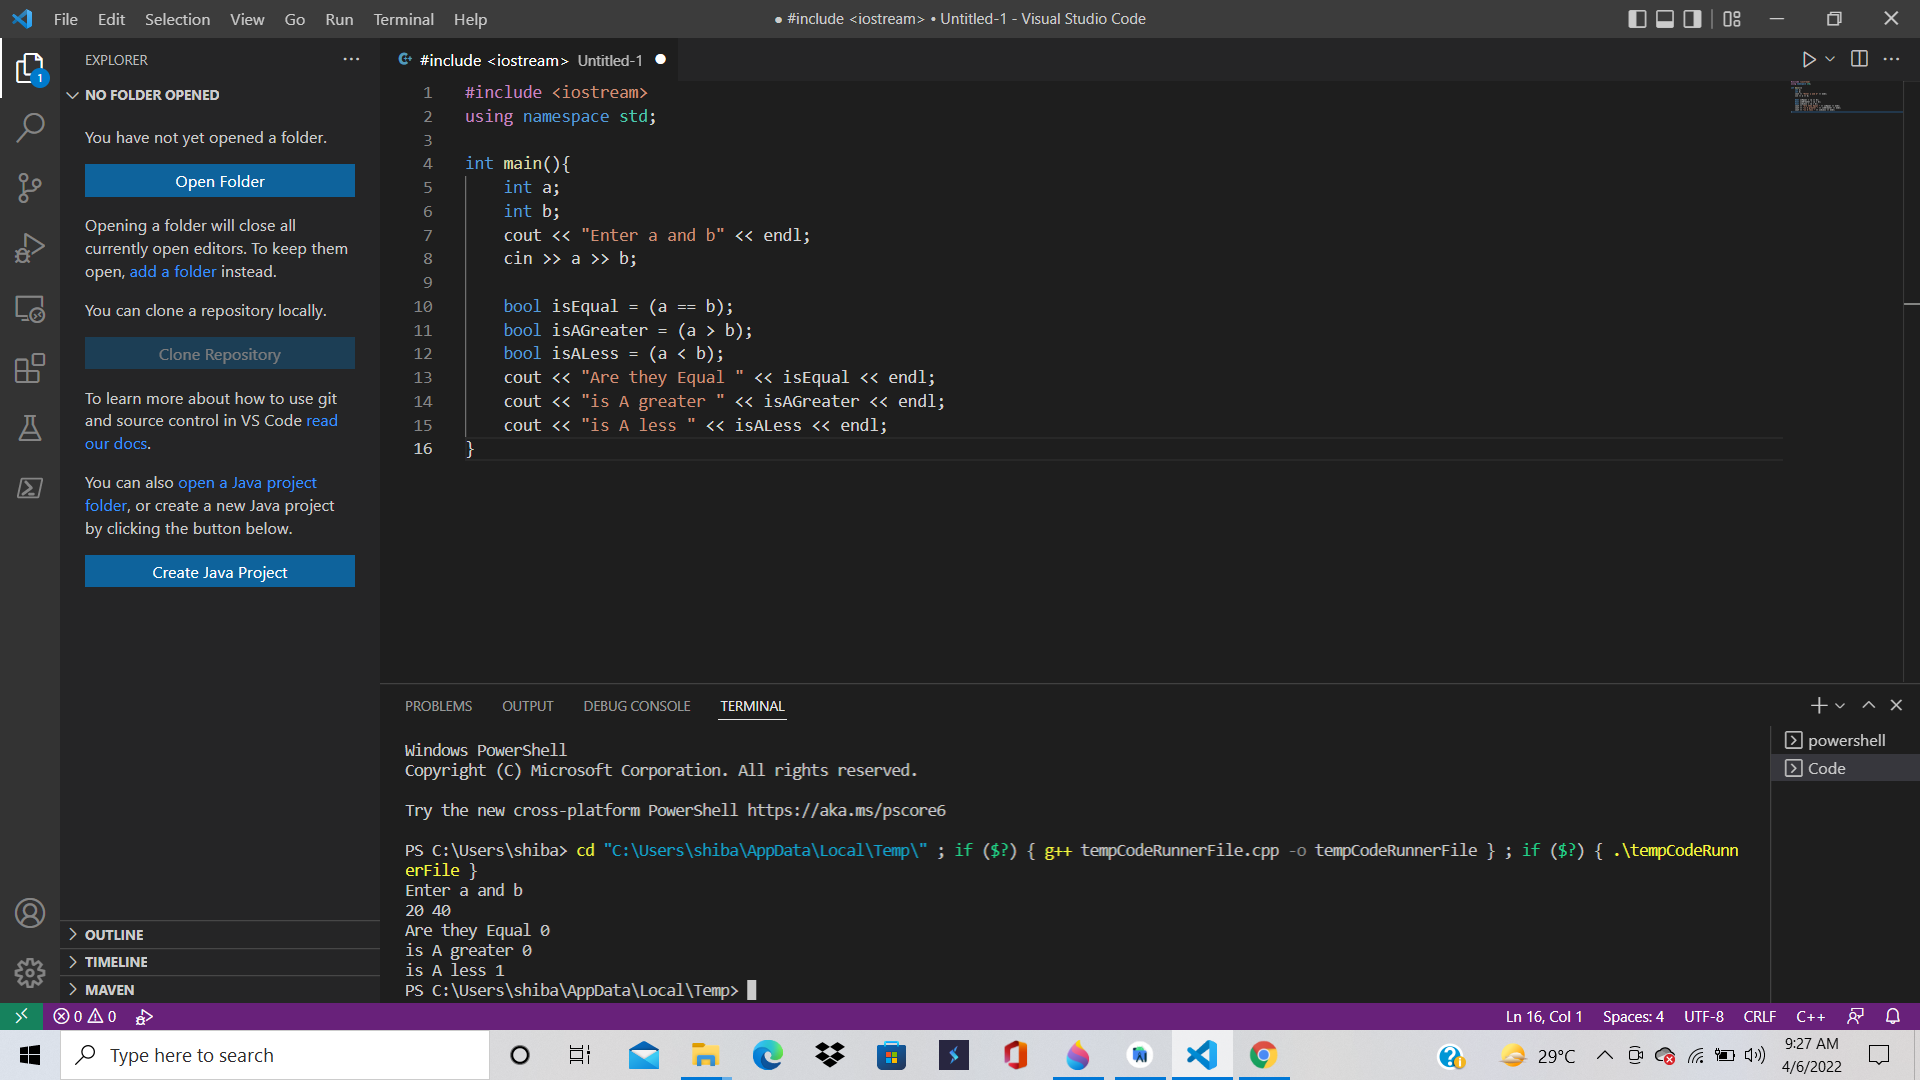 File Edit Selection View Go Run Terminal Help
● #include <iostream> • Untitled-1 - Visual Studio Code
EXPLORER
1
NO FOLDER OPENED
You have not yet opened a folder.
Open Folder
Opening a folder will close all
currently open editors. To keep them
open, add a folder instead.
You can clone a repository locally.
Clone Repository
To learn more about how to use git
and source control in VS Code read
our docs.
You can also open a Java project
folder, or create a new Java project
by clicking the button below.
Create Java Project
OUTLINE
TIMELINE
MAVEN
#include <iostream> Untitled-1 ●
1 #include <iostream>
2 using namespace std;
3
4 int main(){
5     int a;
6     int b;
7     cout << "Enter a and b" << endl;
8     cin >> a >> b;
9
10     bool isEqual = (a == b);
11     bool isAGreater = (a > b);
12     bool isALess = (a < b);
13     cout << "Are they Equal " << isEqual << endl;
14     cout << "is A greater " << isAGreater << endl;
15     cout << "is A less " << isALess << endl;
16 }
PROBLEMS OUTPUT DEBUG CONSOLE TERMINAL
Windows PowerShell
Copyright (C) Microsoft Corporation. All rights reserved.
Try the new cross-platform PowerShell https://aka.ms/pscore6
PS C:\Users\shiba> cd "C:\Users\shiba\AppData\Local\Temp\" ; if ($?) { g++ tempCodeRunnerFile.cpp -o tempCodeRunnerFile } ; if ($?) { .\tempCodeRunn
erFile }
Enter a and b
20 40
Are they Equal 0
is A greater 0
is A less 1
PS C:\Users\shiba\AppData\Local\Temp>
powershell
Code
0 0
Ln 16, Col 1 Spaces: 4 UTF-8 CRLF C++
Type here to search
29°C
9:27 AM
4/6/2022